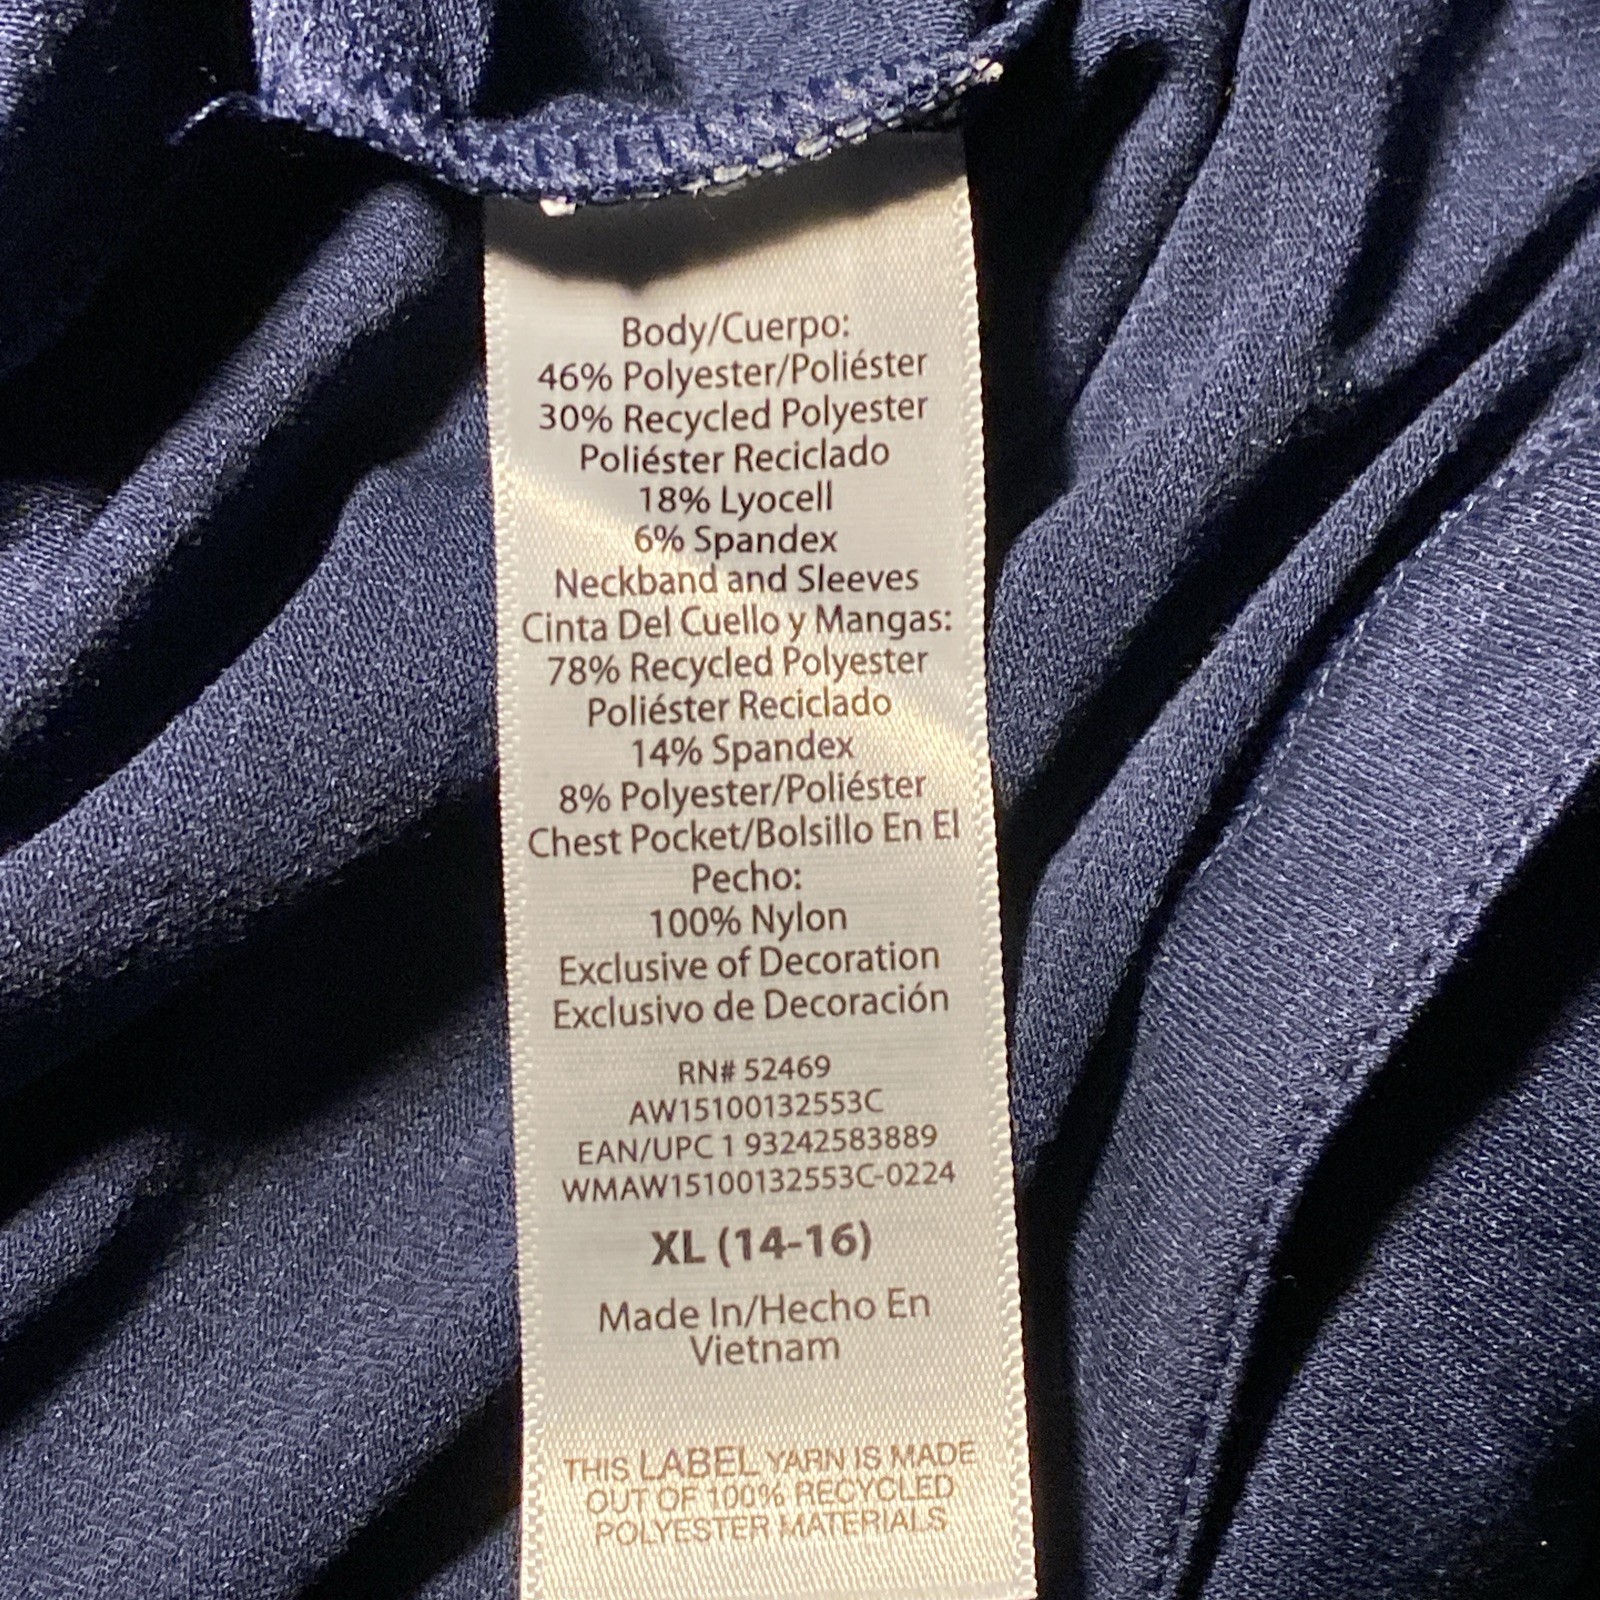 Body/Cuerpo:
46% Polyester/Poliéster
30% Recycled Polyester
Poliéster Reciclado
18% Lyocell
6% Spandex
Neckband and Sleeves
Cinta Del Cuello y Mangas:
78% Recycled Polyester
Poliéster Reciclado
14% Spandex
8% Polyester/Poliéster
Chest Pocket/Bolsillo En El
Pecho:
100% Nylon
Exclusive of Decoration
Exclusivo de Decoración
RN# 52469
AW15100132553C
EAN/UPC 1 93242583889
WMAW15100132553C-0224
XL (14-16)
Made In/Hecho En
Vietnam
THIS LABEL YARN IS MADE
OUT OF 100% RECYCLED
POLYESTER MATERIALS